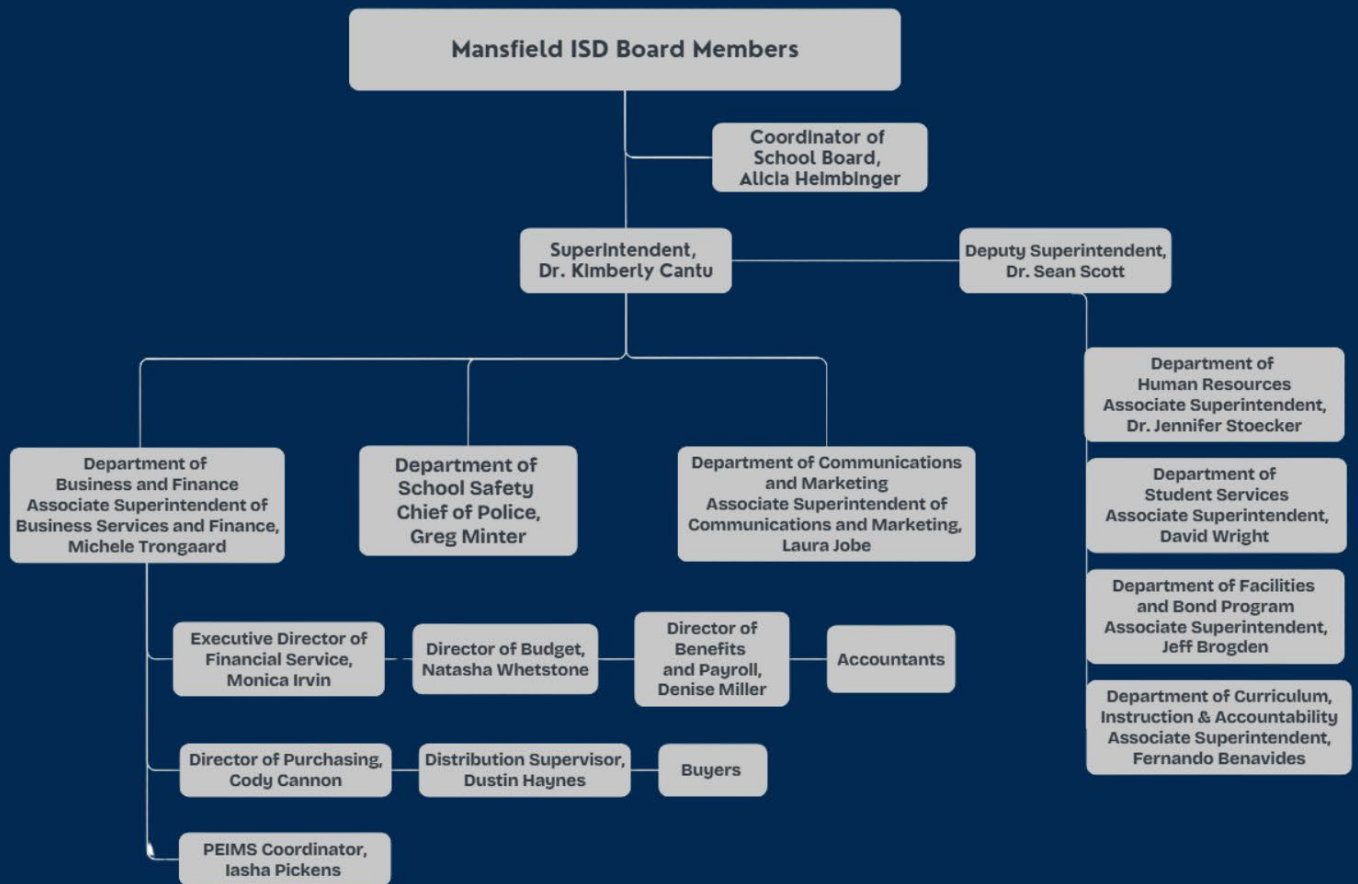 Mansfield ISD Board Members
Coordinator of
School Board,
Alicia Heimbinger
Superintendent,
Dr. Kimberly Cantu
Deputy Superintendent,
Dr. Sean Scott
Department of
Human Resources
Associate Superintendent,
Dr. Jennifer Stoecker
Department of
Student Services
Associate Superintendent,
David Wright
Department of Facilities
and Bond Program
Associate Superintendent,
Jeff Brogden
Department of Curriculum,
Instruction & Accountability
Associate Superintendent,
Fernando Benavides
Department of
Business and Finance
Associate Superintendent of
Business Services and Finance,
Michele Trongaard
Department of
School Safety
Chief of Police,
Greg Minter
Department of Communications
and Marketing
Associate Superintendent of
Communications and Marketing,
Laura Jobe
Executive Director of
Financial Service,
Monica Irvin
Director of Budget,
Natasha Whetstone
Director of
Benefits
and Payroll,
Denise Miller
Accountants
Director of Purchasing,
Cody Cannon
Distribution Supervisor,
Dustin Haynes
Buyers
PEIMS Coordinator,
Iasha Pickens